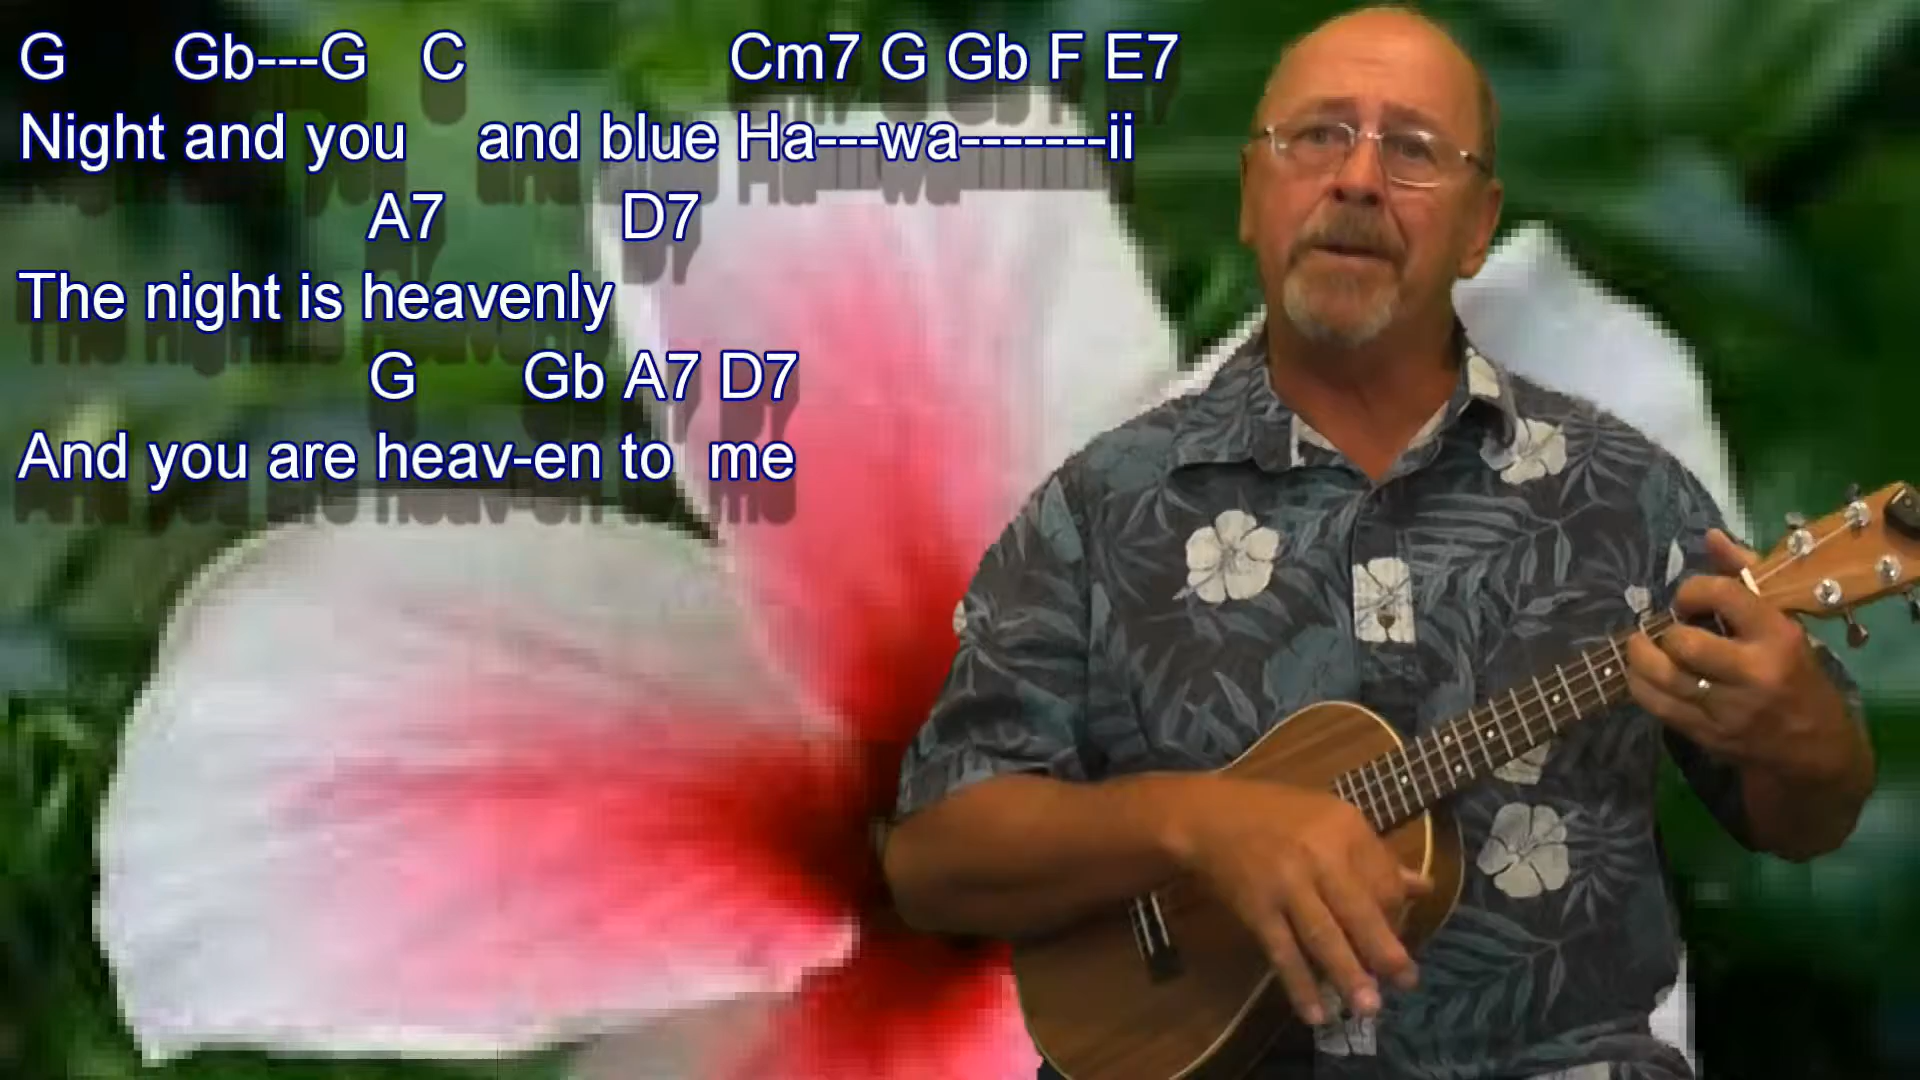 G Gb---G C Cm7 G Gb F E7
Night and you and blue Ha---wa-------ii
A7 D7
The night is heavenly
G Gb A7 D7
And you are heav-en to me